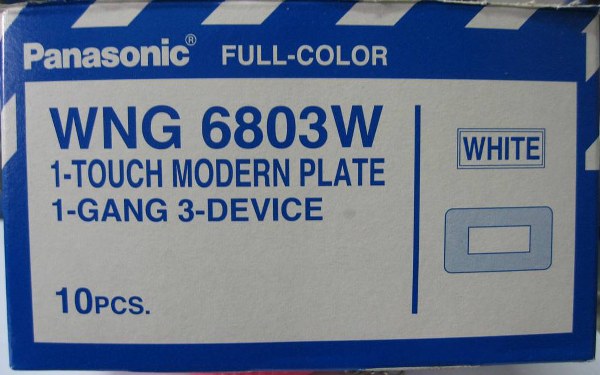 Panasonic® FULL-COLOR
WNG 6803W
1-TOUCH MODERN PLATE
1-GANG 3-DEVICE
10PCS.
WHITE